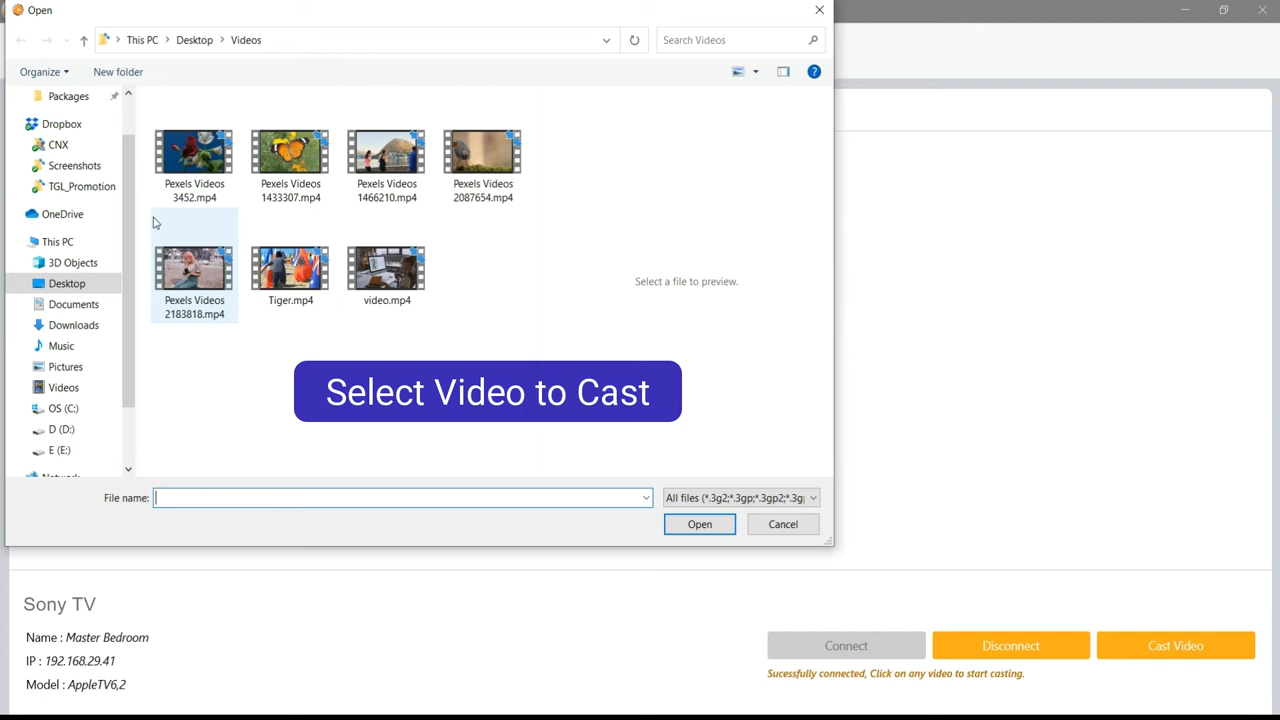 Open
This PC > Desktop > Videos
Search Videos
Organize
New folder
Packages
Dropbox
CNX
Screenshots
TGL_Promotion
OneDrive
This PC
3D Objects
Desktop
Documents
Downloads
Music
Pictures
Videos
OS (C:)
D (D:)
E (E:)
Network
Pexels Videos
3452.mp4
Pexels Videos
1433307.mp4
Pexels Videos
1466210.mp4
Pexels Videos
2087654.mp4
Pexels Videos
2183818.mp4
Tiger.mp4
video.mp4
Select a file to preview.
Select Video to Cast
File name:
All files (*.3g2;*.3gp;*.3gp2;*.3g
Open
Cancel
Sony TV
Name : Master Bedroom
IP : 192.168.29.41
Model : AppleTV6,2
Connect
Disconnect
Cast Video
Sucessfully connected, Click on any video to start casting.